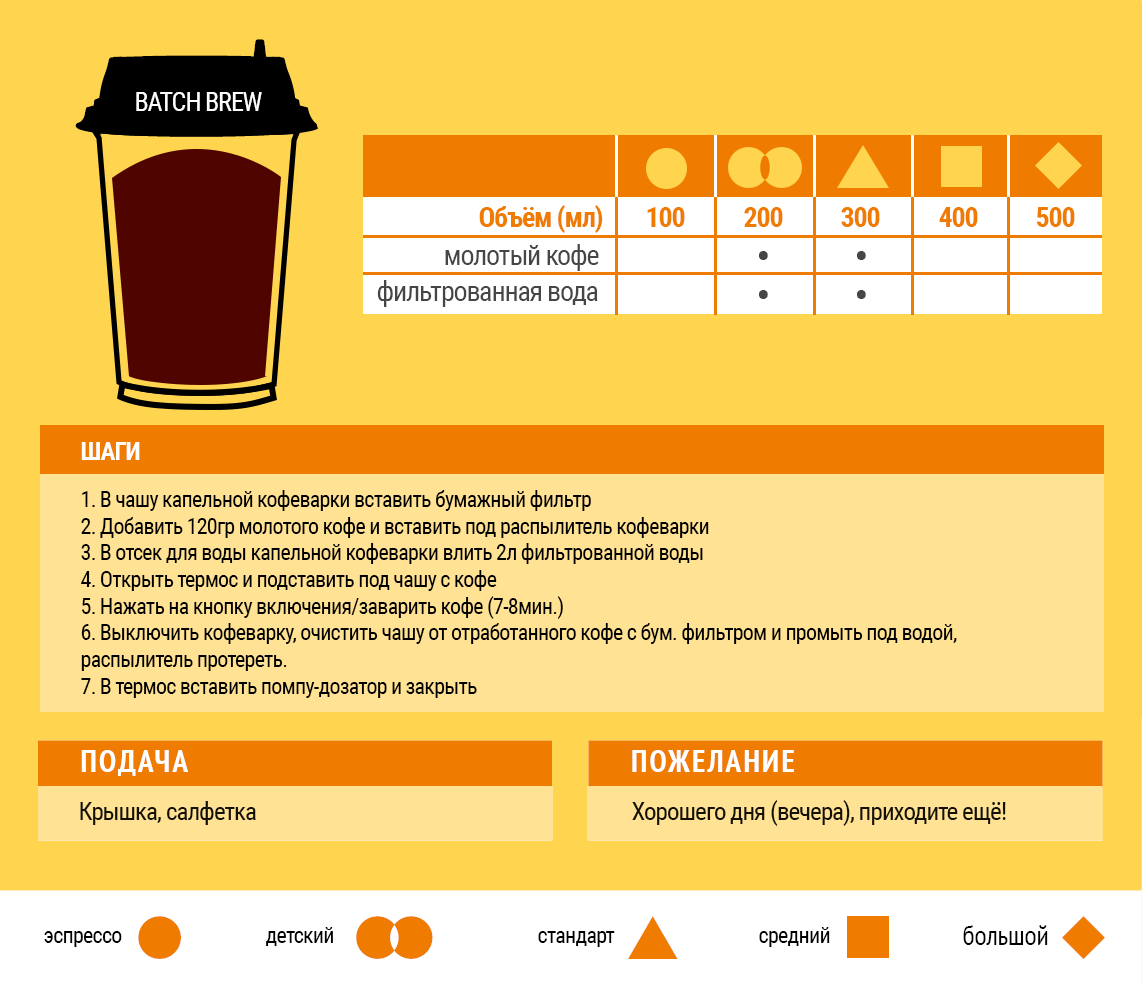 BATCH BREW
Объём (мл) 100 200 300 400 500
молотый кофе • •
фильтрованная вода • •
ШАГИ
1. В чашу капельной кофеварки вставить бумажный фильтр
2. Добавить 120гр молотого кофе и вставить под распылитель кофеварки
3. В отсек для воды капельной кофеварки влить 2л фильтрованной воды
4. Открыть термос и подставить под чашу с кофе
5. Нажать на кнопку включения/заварить кофе (7-8мин.)
6. Выключить кофеварку, очистить чашу от отработанного кофе с бум. фильтром и промыть под водой,
распылитель протереть.
7. В термос вставить помпу-дозатор и закрыть
ПОДАЧА
Крышка, салфетка
ПОЖЕЛАНИЕ
Хорошего дня (вечера), приходите ещё!
эспрессо детский стандарт средний большой